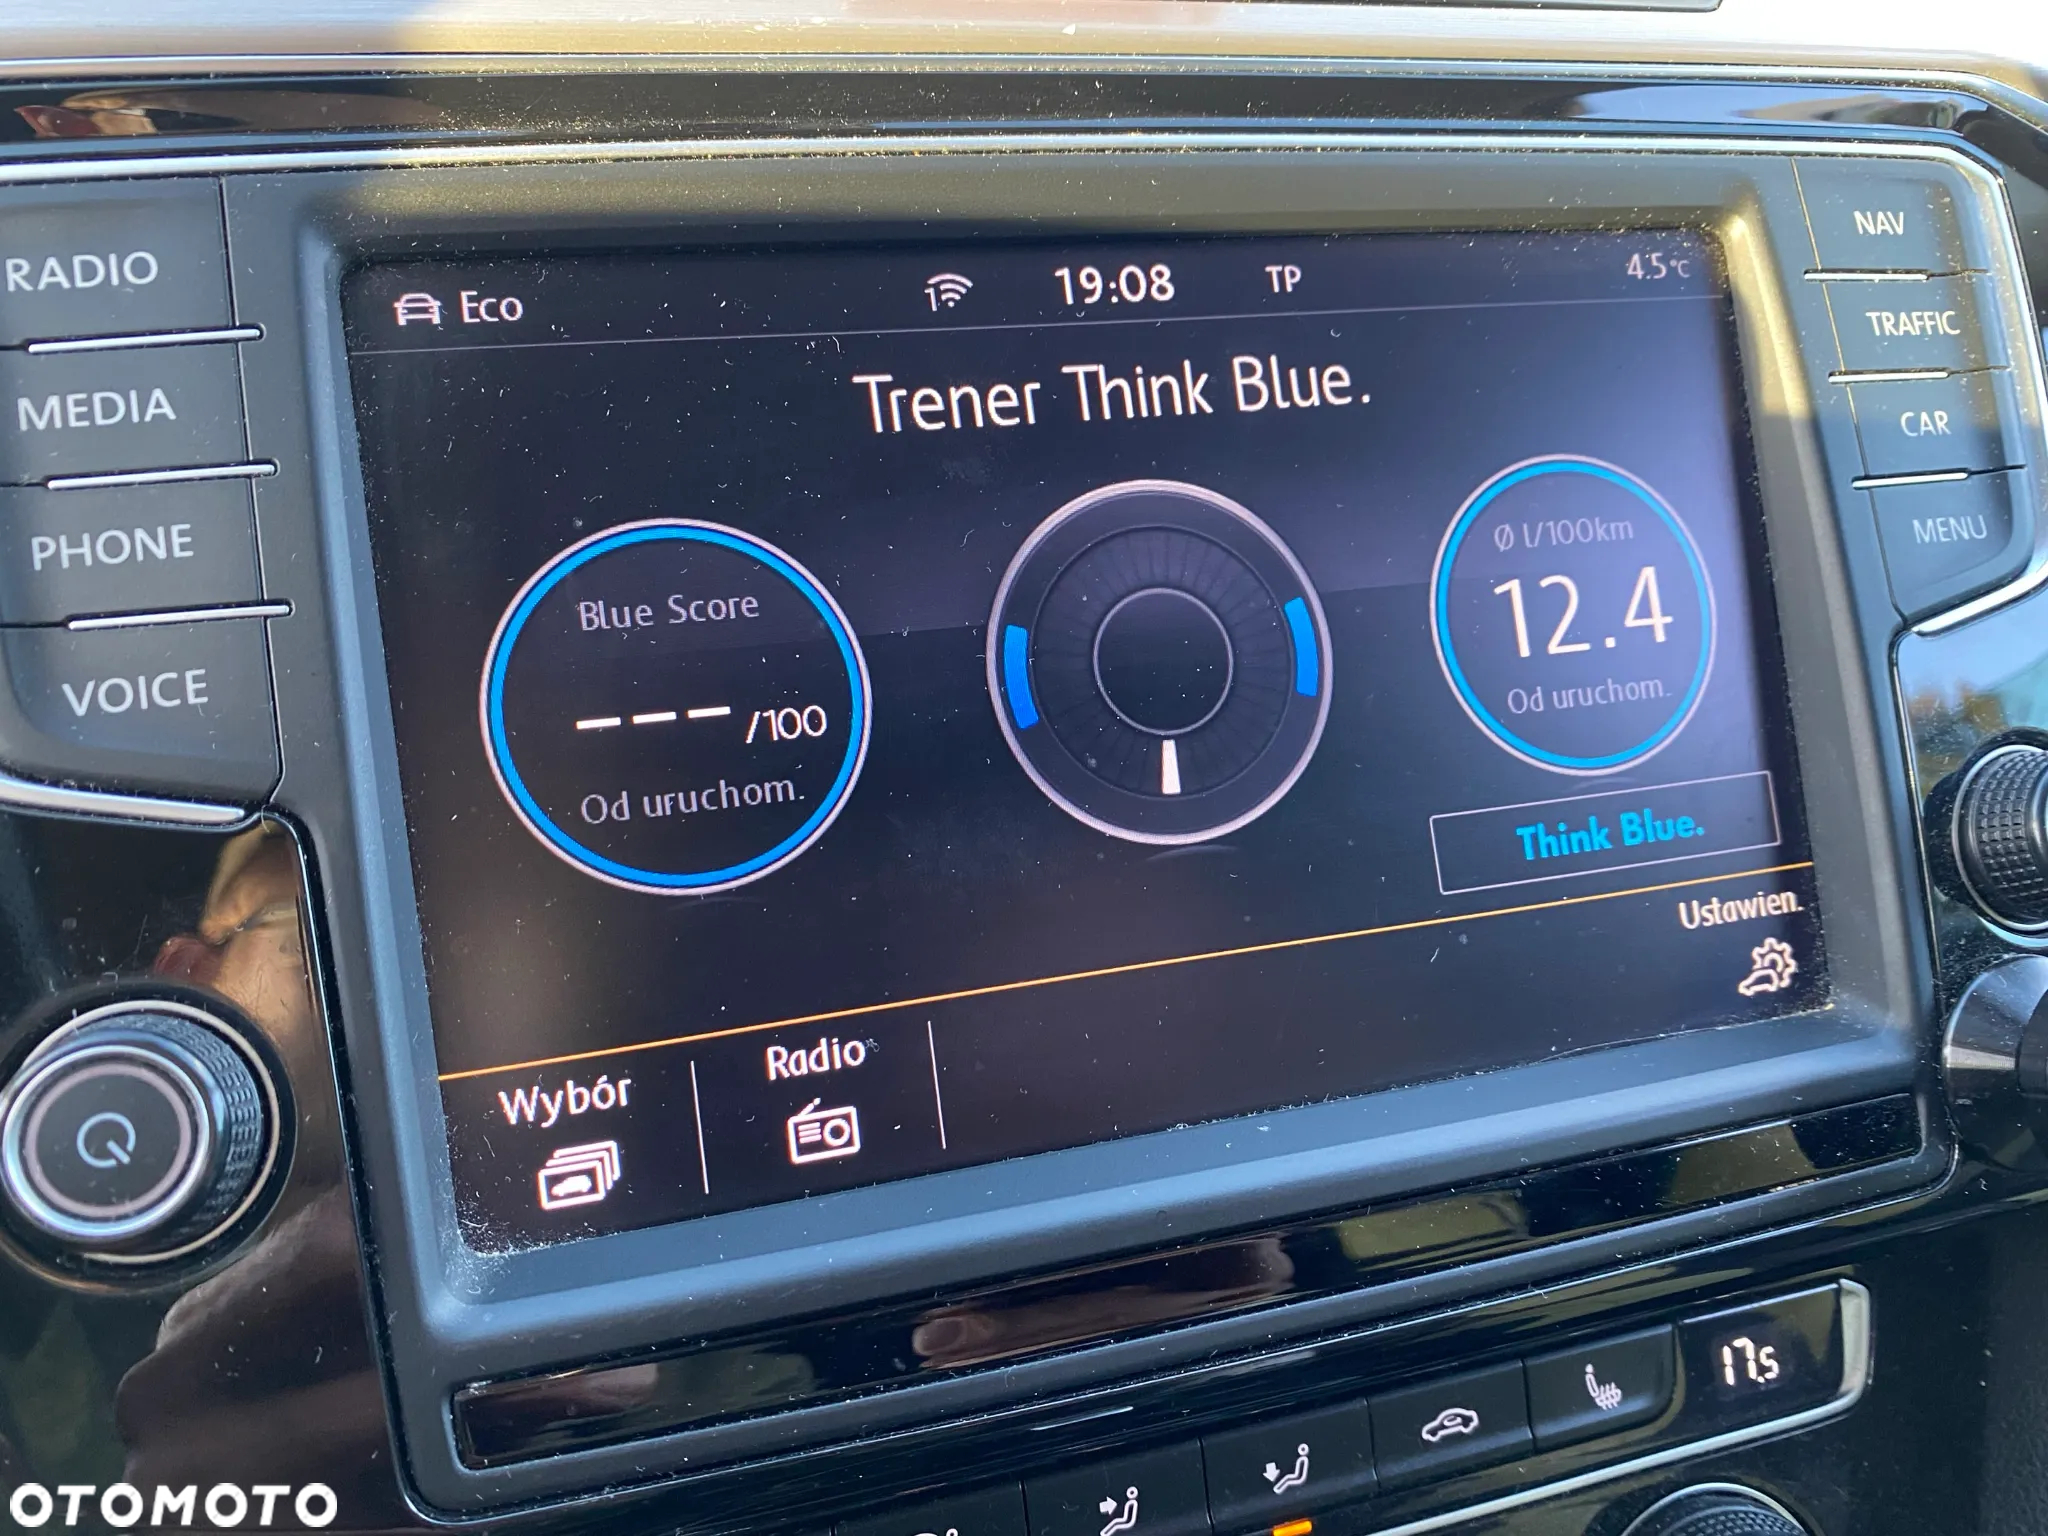 RADIO
MEDIA
PHONE
VOICE
Eco
1
19:08
TP
4.5°C
Trener Think Blue.
Blue Score
--- /100
Od uruchom.
Ø l/100km
12.4
Od uruchom.
Think Blue.
Ustawien.
Wybór
Radio
NAV
TRAFFIC
CAR
MENU
17.5
OTOMOTO